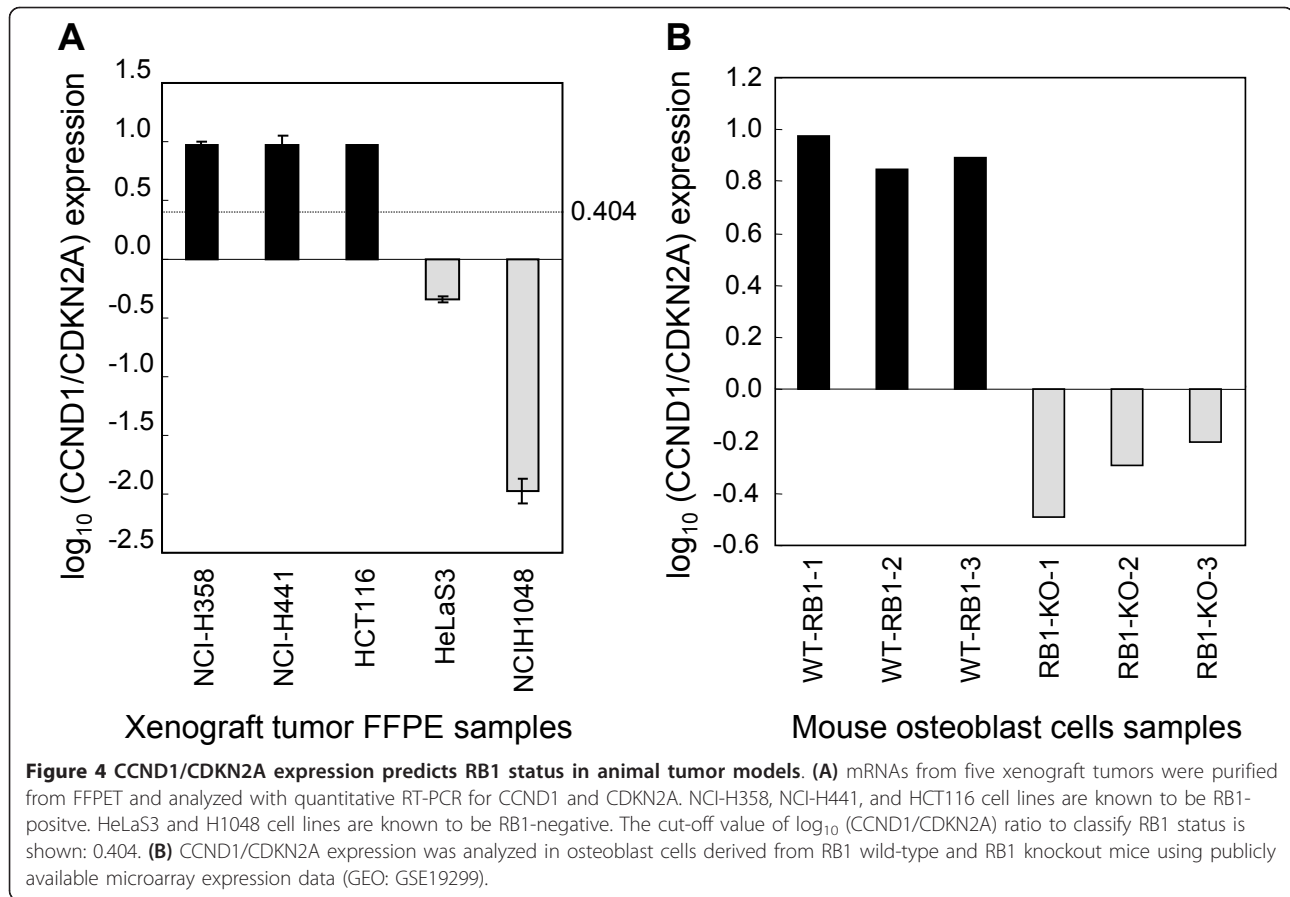 A
log10 (CCND1/CDKN2A) expression
1.5
1.0
0.5
0.0
-0.5
-1.0
-1.5
-2.0
-2.5
0.404
NCI-H358
NCI-H441
HCT116
HeLaS3
NCIH1048
Xenograft tumor FFPE samples
B
log10 (CCND1/CDKN2A) expression
1.2
1.0
0.8
0.6
0.4
0.2
0.0
-0.2
-0.4
-0.6
WT-RB1-1
WT-RB1-2
WT-RB1-3
RB1-KO-1
RB1-KO-2
RB1-KO-3
Mouse osteoblast cells samples
Figure 4 CCND1/CDKN2A expression predicts RB1 status in animal tumor models. (A) mRNAs from five xenograft tumors were purified
from FFPET and analyzed with quantitative RT-PCR for CCND1 and CDKN2A. NCI-H358, NCI-H441, and HCT116 cell lines are known to be RB1-
positve. HeLaS3 and H1048 cell lines are known to be RB1-negative. The cut-off value of log10 (CCND1/CDKN2A) ratio to classify RB1 status is
shown: 0.404. (B) CCND1/CDKN2A expression was analyzed in osteoblast cells derived from RB1 wild-type and RB1 knockout mice using publicly
available microarray expression data (GEO: GSE19299).